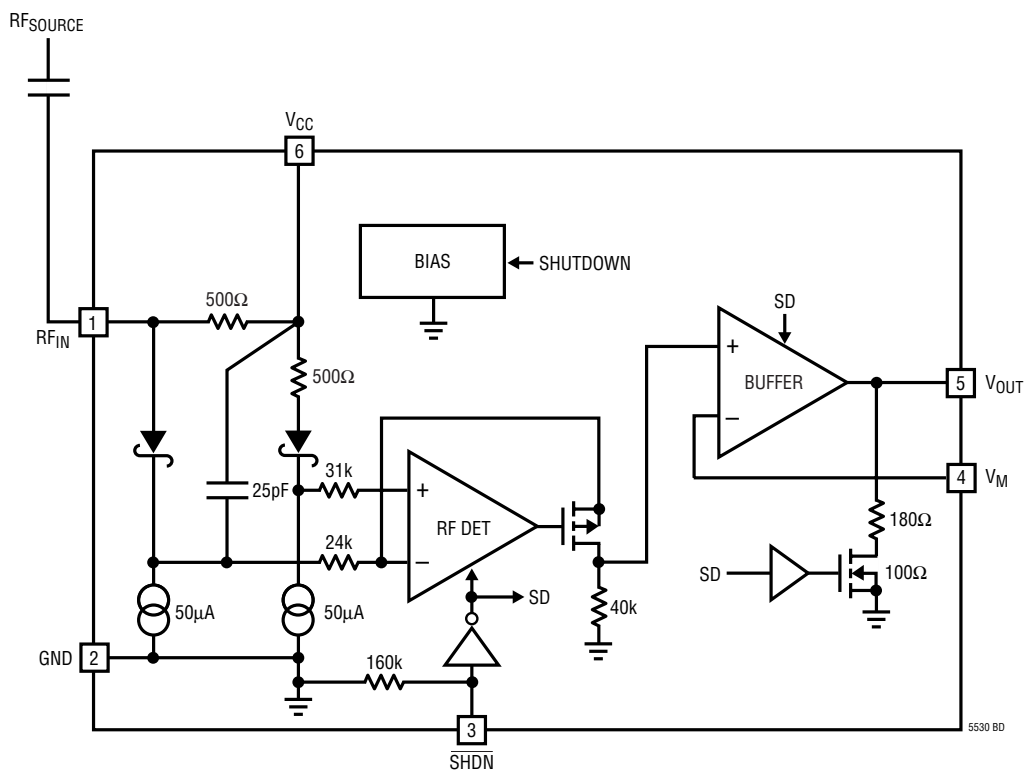 RFSOURCE
VCC
6
BIAS
SHUTDOWN
500Ω
1
RFIN
SD
500Ω
+
BUFFER
–
5
VOUT
31k
25pF
+
RF DET
4
VM
180Ω
24k
–
SD
100Ω
50µA
50µA
SD
40k
GND
2
160k
3
SHDN
5530 BD